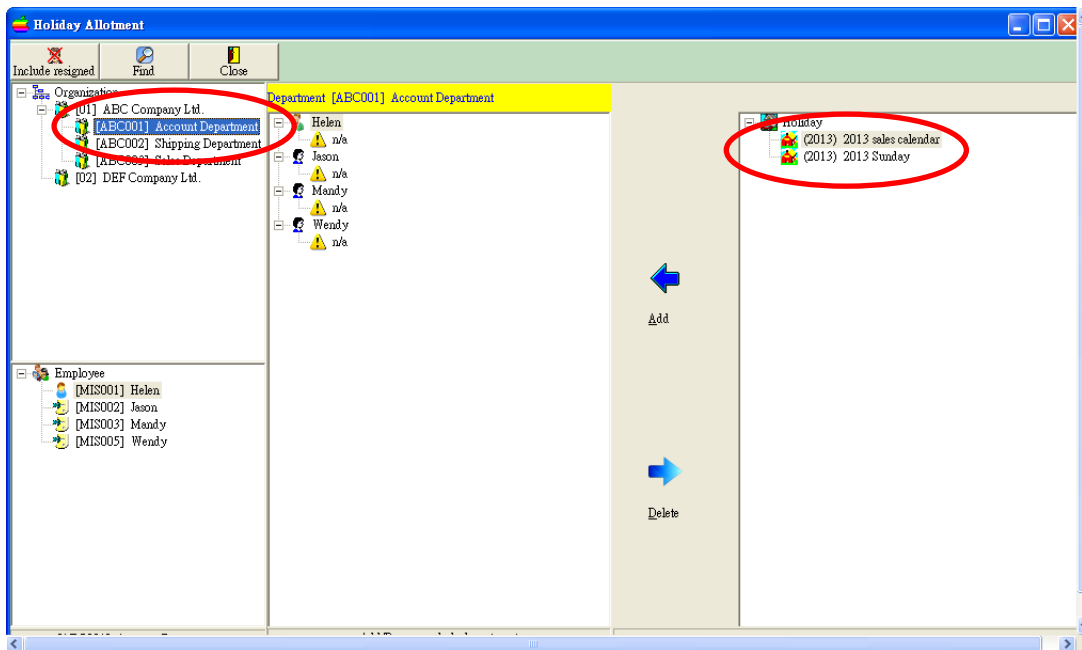 Holiday Allotment
Include resigned
Find
Close
Organization
[01] ABC Company Ltd.
[ABC001] Account Department
[ABC002] Shipping Department
[ABC003] Sales Department
[02] DEF Company Ltd.
Employee
[MIS001] Helen
[MIS002] Jason
[MIS003] Mandy
[MIS005] Wendy
Department [ABC001] Account Department
Helen
n/a
Jason
n/a
Mandy
n/a
Wendy
n/a
Add
Delete
Holiday
(2013) 2013 sales calendar
(2013) 2013 Sunday